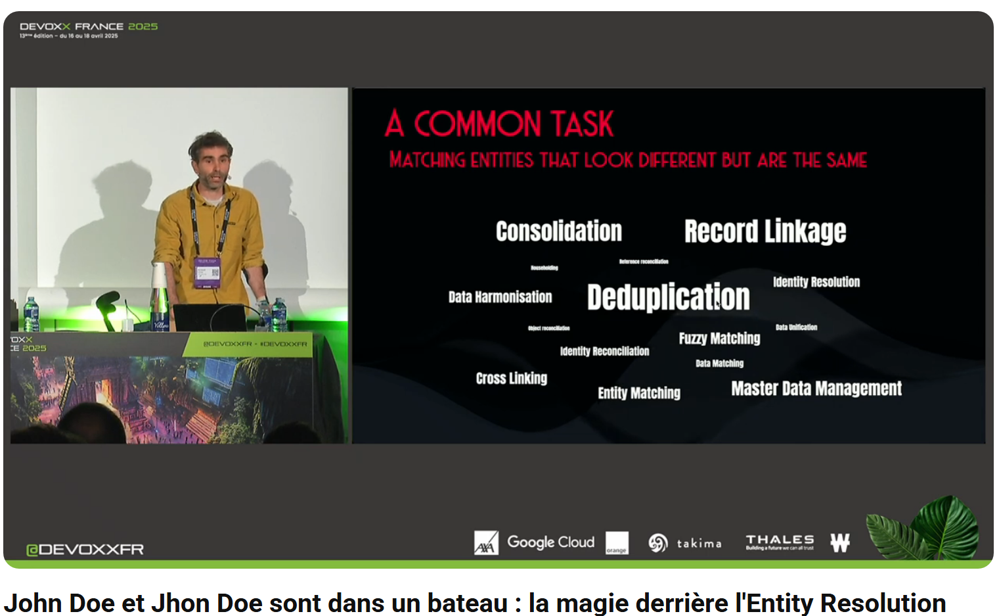 DEVOXX FRANCE 2025
13ème édition – du 16 au 18 avril 2025
A COMMON TASK
MATCHING ENTITIES THAT LOOK DIFFERENT BUT ARE THE SAME
Consolidation
Record Linkage
Householding
Reference reconciliation
Data Harmonisation
Deduplication
Identity Resolution
Object reconciliation
Data Unification
Fuzzy Matching
Identity Reconciliation
Data Matching
Cross Linking
Entity Matching
Master Data Management
OXX
CE 2025
@DEVOXXFR - #DEVOXXFR
@DEVOXXFR
AXA
Google Cloud
orange
takima
THALES
Building a future we can all trust
W
John Doe et Jhon Doe sont dans un bateau : la magie derrière l'Entity Resolution